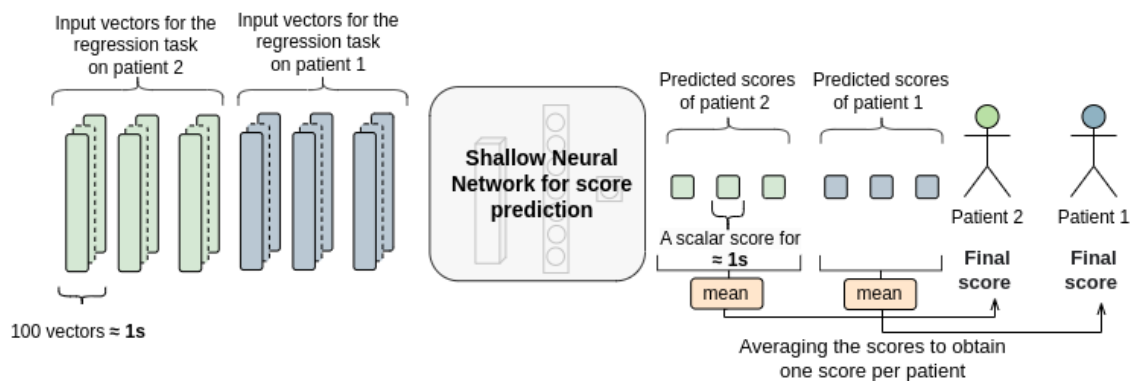 Input vectors for the
regression task
on patient 2
Input vectors for the
regression task
on patient 1
100 vectors ≈ 1s
Shallow Neural
Network for score
prediction
Predicted scores
of patient 2
Predicted scores
of patient 1
A scalar score for
≈ 1s
mean
mean
Patient 2
Patient 1
Final
score
Final
score
Averaging the scores to obtain
one score per patient